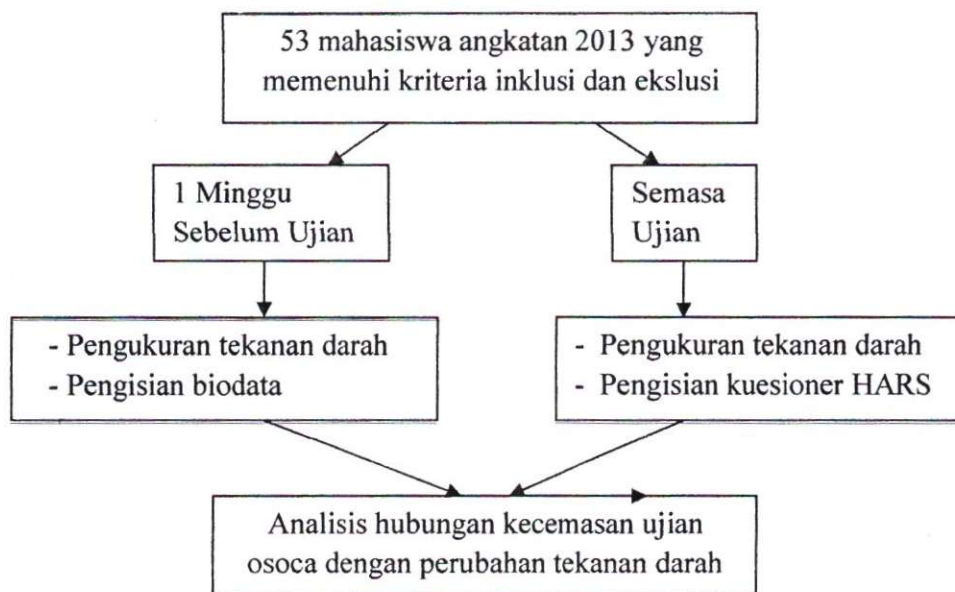 53 mahasiswa angkatan 2013 yang
memenuhi kriteria inklusi dan ekslusi
1 Minggu
Sebelum Ujian
Semasa
Ujian
- Pengukuran tekanan darah
- Pengisian biodata
- Pengukuran tekanan darah
- Pengisian kuesioner HARS
Analisis hubungan kecemasan ujian
osoca dengan perubahan tekanan darah